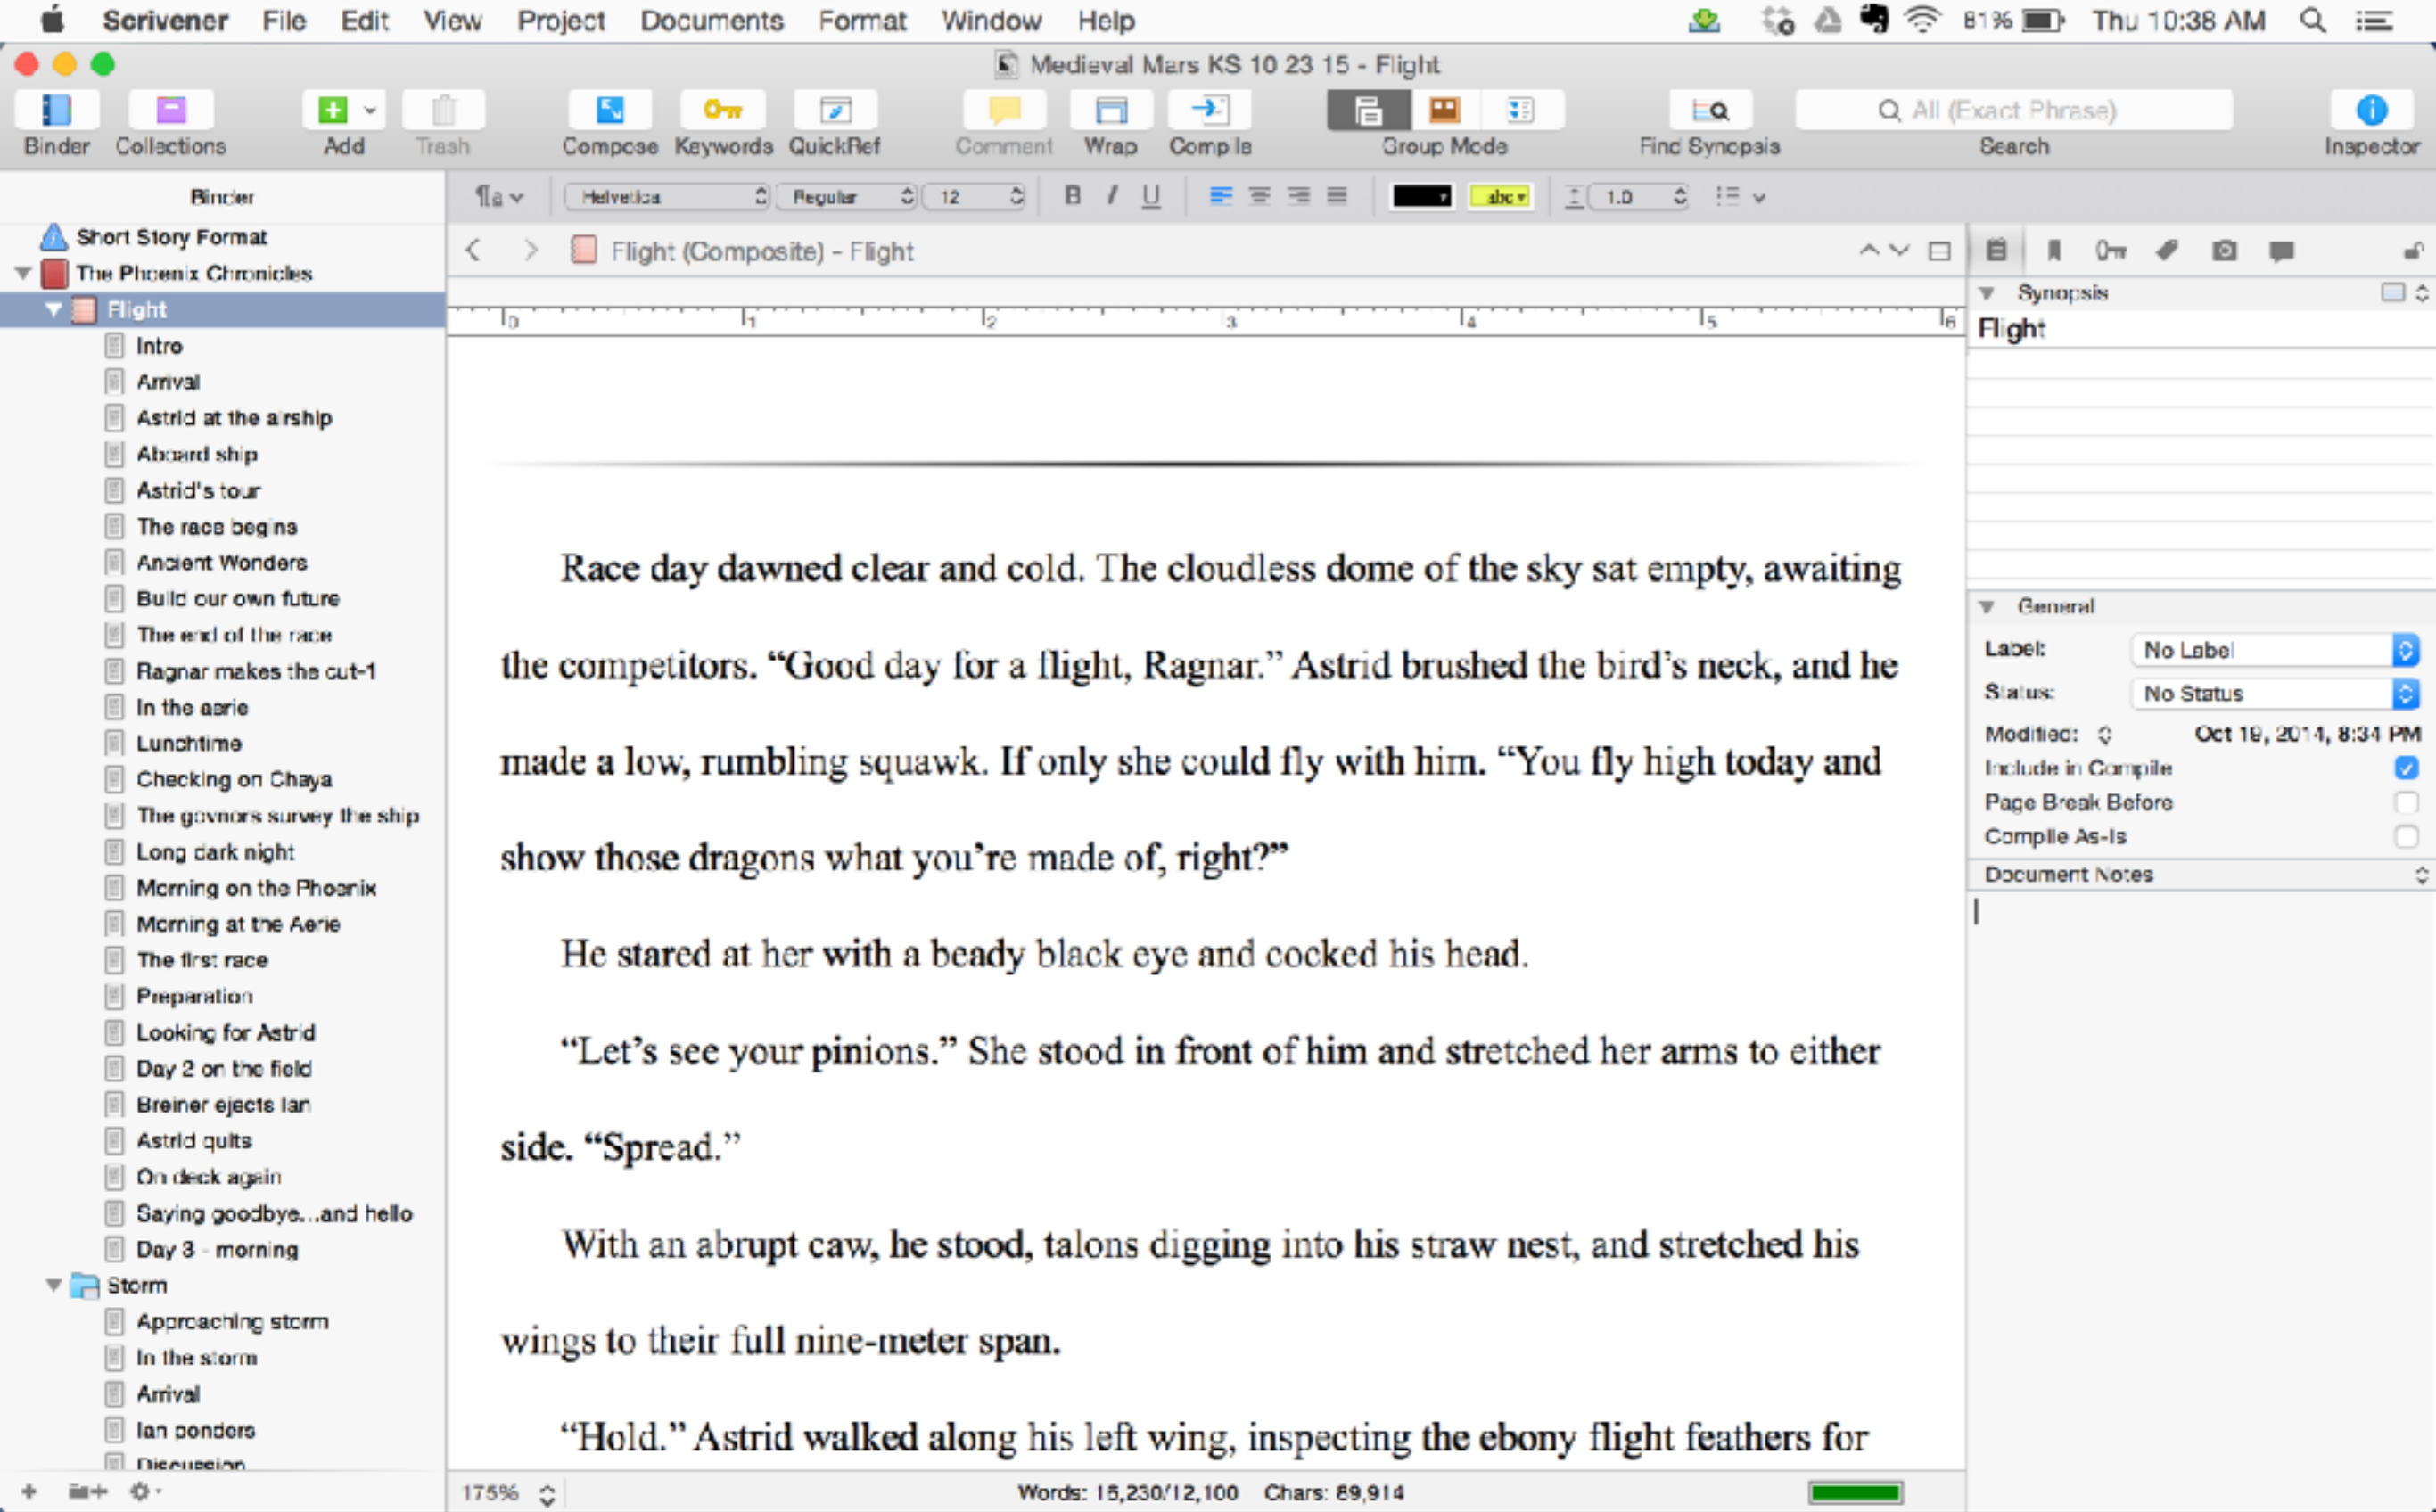 Scrivener File Edit View Project Documents Format Window Help 81% Thu 10:38 AM
Medieval Mars KS 10 23 15 - Flight
All (Exact Phrase)
Binder Collections Add Trash Compose Keywords QuickRef Comment Wrap Compile Group Mode Find Synopsis Search Inspector
Binder
Helvetica Regular 12 B I U abc 1.0
Short Story Format
The Phoenix Chronicles
Flight
Intro
Arrival
Astrid at the airship
Aboard ship
Astrid's tour
The race begins
Ancient Wonders
Build our own future
The end of the race
Ragnar makes the cut-1
In the aerie
Lunchtime
Checking on Chaya
The govnors survey the ship
Long dark night
Morning on the Phoenix
Morning at the Aerie
The first race
Preparation
Looking for Astrid
Day 2 on the field
Breiner ejects Ian
Astrid quits
On deck again
Saying goodbye...and hello
Day 3 - morning
Storm
Approaching storm
In the storm
Arrival
Ian ponders
Discussion
Flight (Composite) - Flight
0 1 2 3 4 5 6
Race day dawned clear and cold. The cloudless dome of the sky sat empty, awaiting
the competitors. “Good day for a flight, Ragnar.” Astrid brushed the bird’s neck, and he
made a low, rumbling squawk. If only she could fly with him. “You fly high today and
show those dragons what you’re made of, right?”
He stared at her with a beady black eye and cocked his head.
“Let’s see your pinions.” She stood in front of him and stretched her arms to either
side. “Spread.”
With an abrupt caw, he stood, talons digging into his straw nest, and stretched his
wings to their full nine-meter span.
“Hold.” Astrid walked along his left wing, inspecting the ebony flight feathers for
175%
Words: 15,230/12,100 Chars: 89,914
Synopsis
Flight
General
Label: No Label
Status: No Status
Modified: Oct 19, 2014, 8:34 PM
Include in Compile
Page Break Before
Compile As-Is
Document Notes